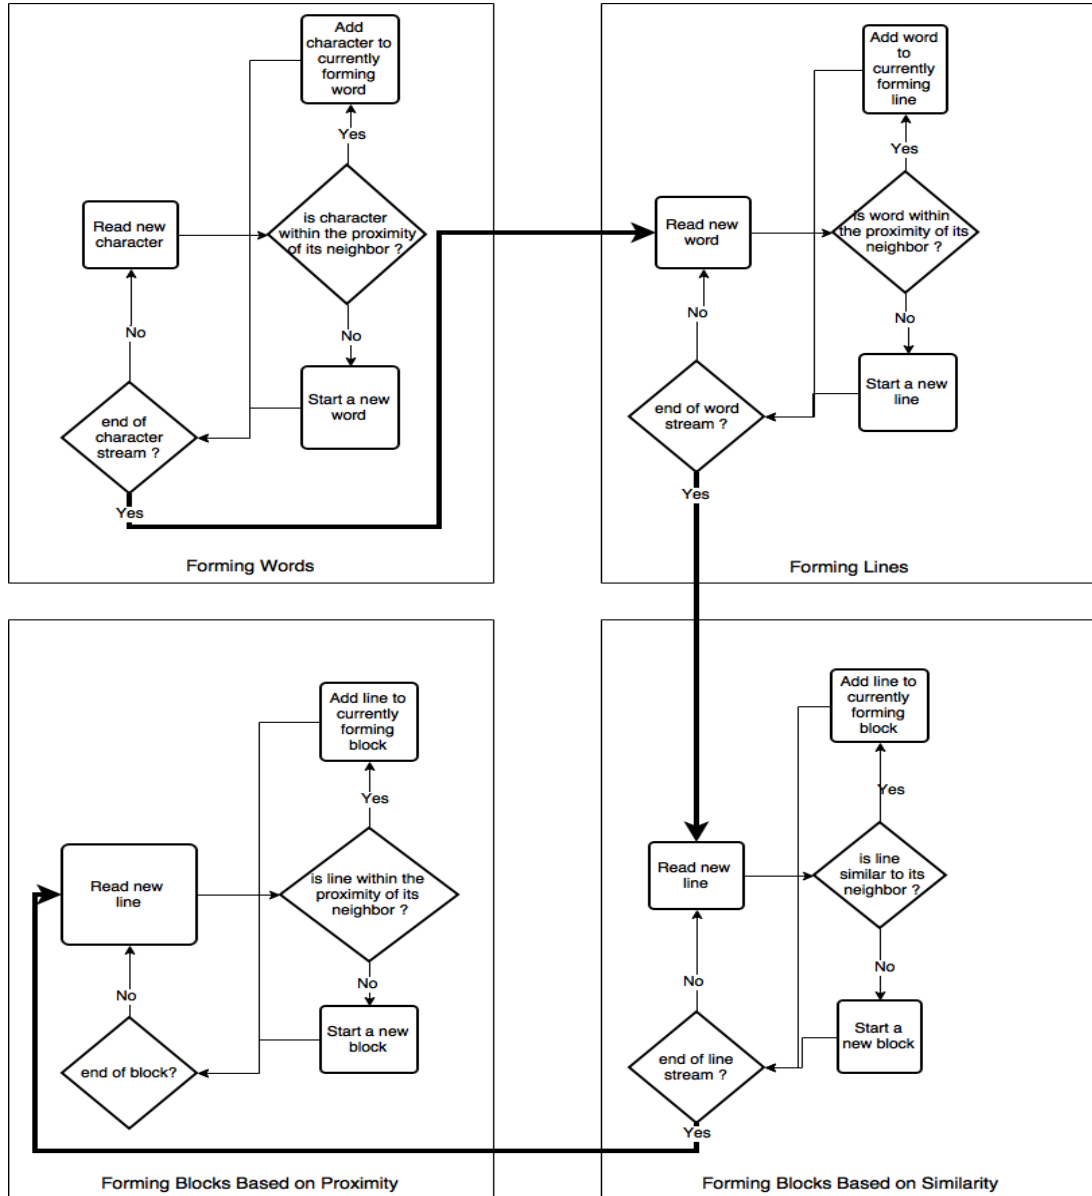 Add
character to
currently
forming
word
Yes
is character
within the proximity
of its neighbor ?
Read new
character
No
No
Start a new
word
end of
character
stream ?
Yes
Forming Words
Add word
to
currently
forming
line
Yes
is word within
the proximity of its
neighbor ?
Read new
word
No
No
Start a new
line
end of word
stream ?
Yes
Forming Lines
Add line to
currently
forming
block
Yes
is line within the
proximity of its
neighbor ?
Read new
line
No
No
Start a new
block
end of block?
Forming Blocks Based on Proximity
Add line to
currently
forming
block
Yes
is line
similar to its
neighbor ?
Read new
line
No
No
Start a
new block
end of line
stream ?
Yes
Forming Blocks Based on Similarity